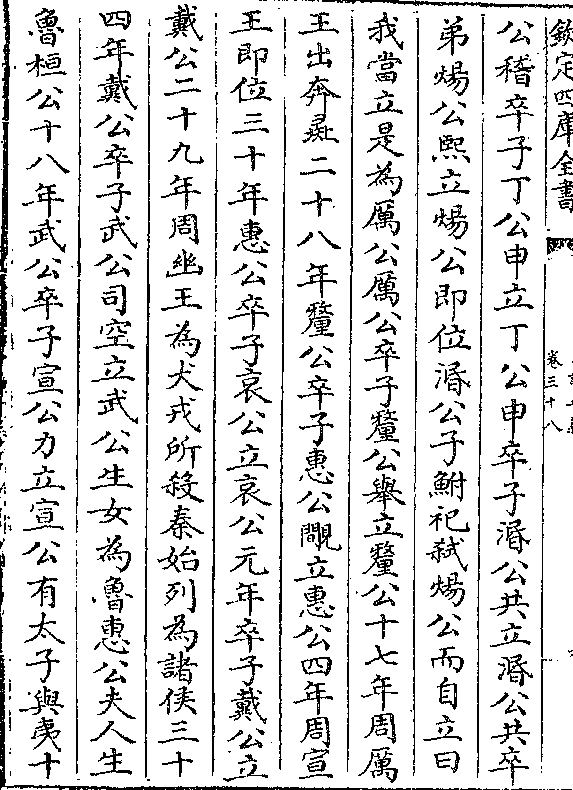 欽定四庫全書
卷三十八
公稽卒子丁公申立丁公申卒子湣公共立湣公共卒
弟煬公熙立煬公即位湣公子鮒祀弒煬公而自立曰
我當立是為厲公厲公卒子釐公舉立釐公十七年周厲
王出奔彘二十八年釐公卒子惠公覸立惠公四年周宣
王即位三十年惠公卒子哀公立哀公元年卒子戴公立
戴公二十九年周幽王為犬戎所殺秦始列為諸侯三十
四年戴公卒子武公司空立武公生女為魯惠公夫人生
魯桓公十八年武公卒子宣公力立宣公有太子與夷十